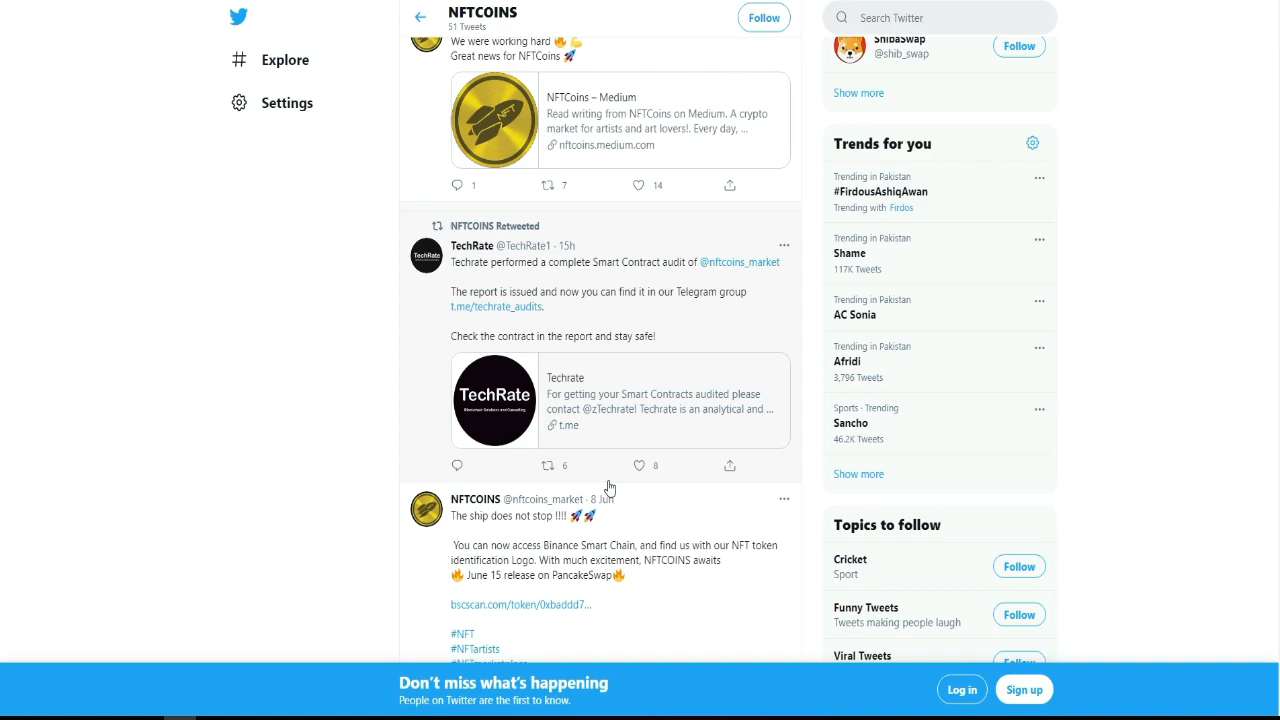 Explore
Settings
NFTCOINS
51 Tweets
Follow
We were working hard 🔥 💪
Great news for NFTCoins 🚀
NFT
NFTCoins – Medium
Read writing from NFTCoins on Medium. A crypto
market for artists and art lovers!. Every day, ...
nftcoins.medium.com
1 7 14
NFTCOINS Retweeted
TechRate @TechRate1 · 15h
TechRate
Techrate performed a complete Smart Contract audit of @nftcoins_market
The report is issued and now you can find it in our Telegram group
t.me/techrate_audits.
Check the contract in the report and stay safe!
TechRate
Blockchain Solutions and Consulting
Techrate
For getting your Smart Contracts audited please
contact @zTechrate! Techrate is an analytical and ...
t.me
6 8
NFTCOINS @nftcoins_market · 8 Jun
The ship does not stop !!!! 🚀🚀
You can now access Binance Smart Chain, and find us with our NFT token
identification Logo. With much excitement, NFTCOINS awaits
🔥 June 15 release on PancakeSwap🔥
bscscan.com/token/0xbaddd7...
#NFT
#NFTartists
Search Twitter
ShibaSwap
@shib_swap
Follow
Show more
Trends for you
Trending in Pakistan
#FirdousAshiqAwan
Trending with Firdos
Trending in Pakistan
Shame
117K Tweets
Trending in Pakistan
AC Sonia
Trending in Pakistan
Afridi
3,796 Tweets
Sports · Trending
Sancho
46.2K Tweets
Show more
Topics to follow
Cricket
Sport
Follow
Funny Tweets
Tweets making people laugh
Follow
Viral Tweets
Follow
Don't miss what's happening
People on Twitter are the first to know.
Log in
Sign up